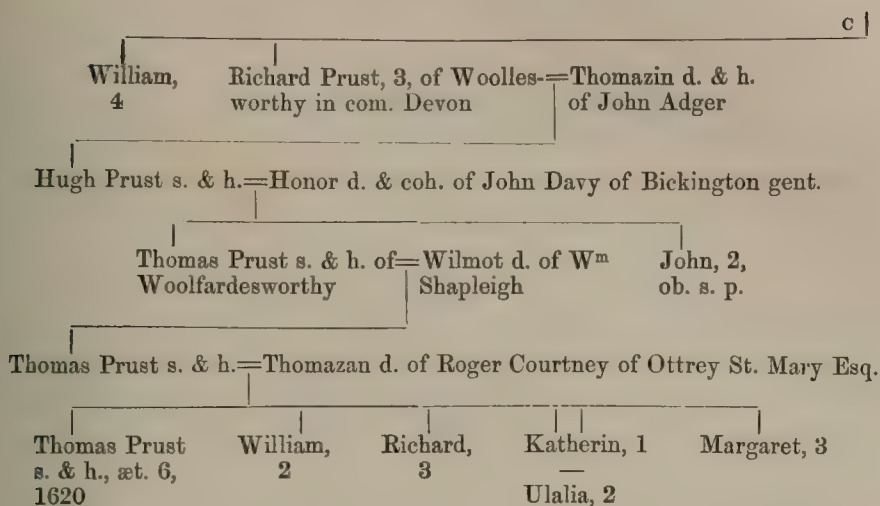 c
William, Richard Prust, 3, of Woolles-=Thomazin d. & h.
4 worthy in com. Devon of John Adger
Hugh Prust s. & h.=Honor d. & coh. of John Davy of Bickington gent.
Thomas Prust s. & h. of=Wilmot d. of Wᵐ John, 2,
Woolfardesworthy Shapleigh ob. s. p.
Thomas Prust s. & h.=Thomazan d. of Roger Courtney of Ottrey St. Mary Esq.
Thomas Prust William, Richard, Katherin, 1 Margaret, 3
s. & h., æt. 6, 2 3 —
1620 Ulalia, 2